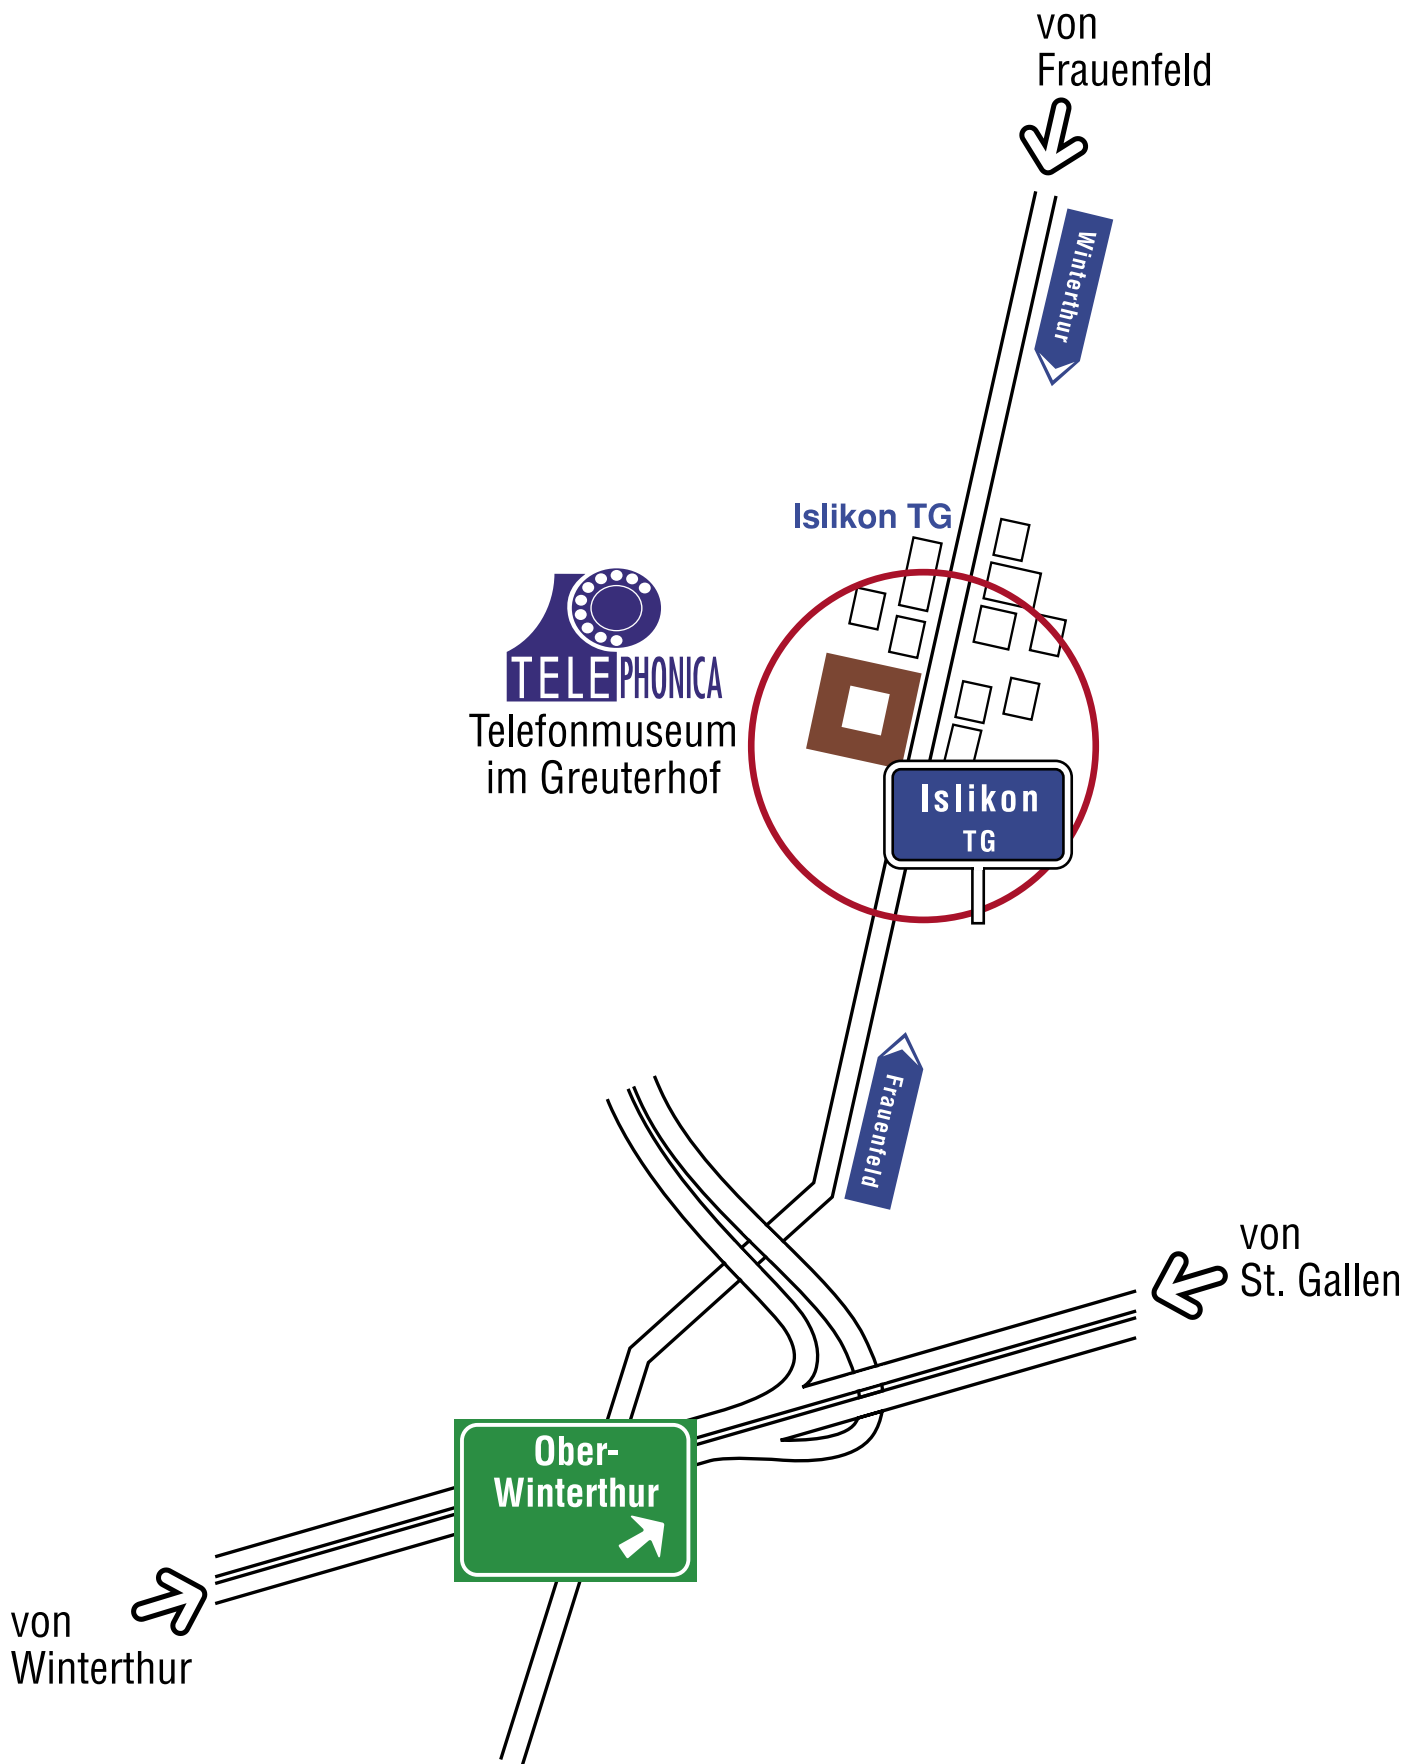 von
Frauenfeld
Winterthur
Islikon TG
TELEPHONICA
Telefonmuseum
im Greuterhof
Islikon
TG
Frauenfeld
von
St. Gallen
Ober-
Winterthur
von
Winterthur